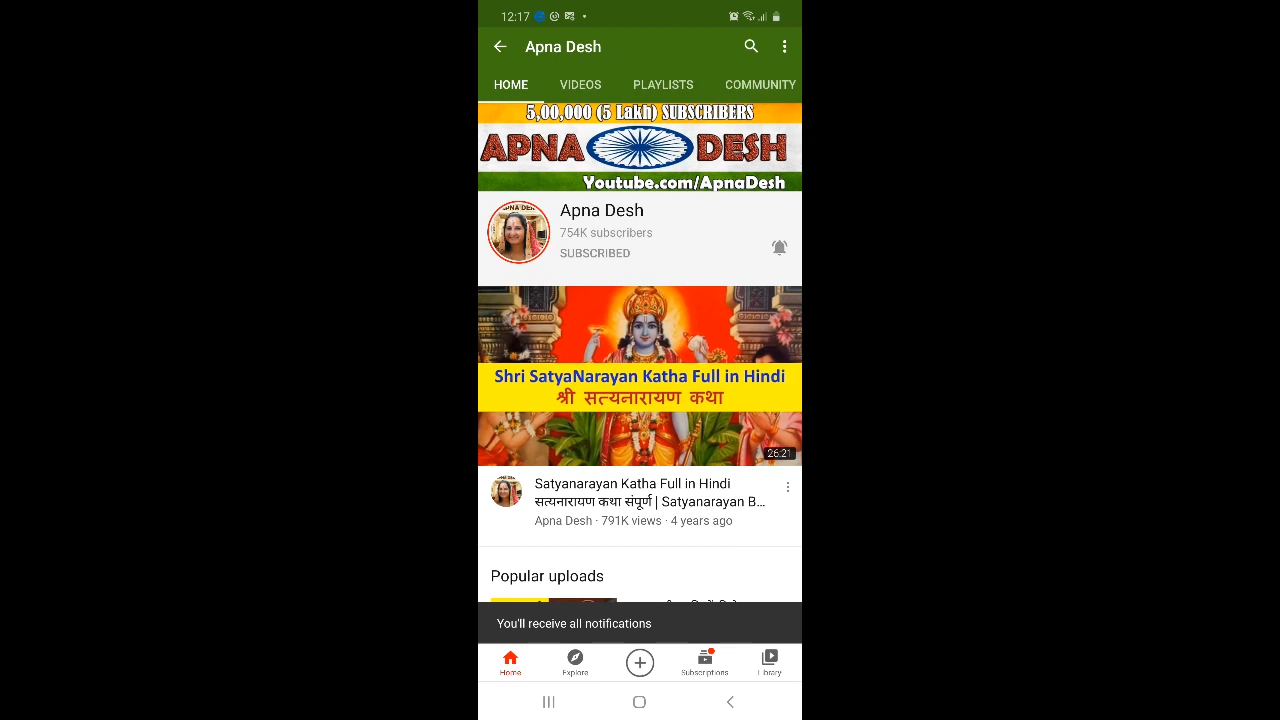 12:17
Apna Desh
HOME VIDEOS PLAYLISTS COMMUNITY
5,00,000 (5 Lakh) SUBSCRIBERS
APNA DESH
Youtube.com/ApnaDesh
Apna Desh
754K subscribers
SUBSCRIBED
Shri SatyaNarayan Katha Full in Hindi
श्री सत्यनारायण कथा
26:21
Satyanarayan Katha Full in Hindi
सत्यनारायण कथा संपूर्ण | Satyanarayan B...
Apna Desh · 791K views · 4 years ago
Popular uploads
You'll receive all notifications
Home Explore Subscriptions Library